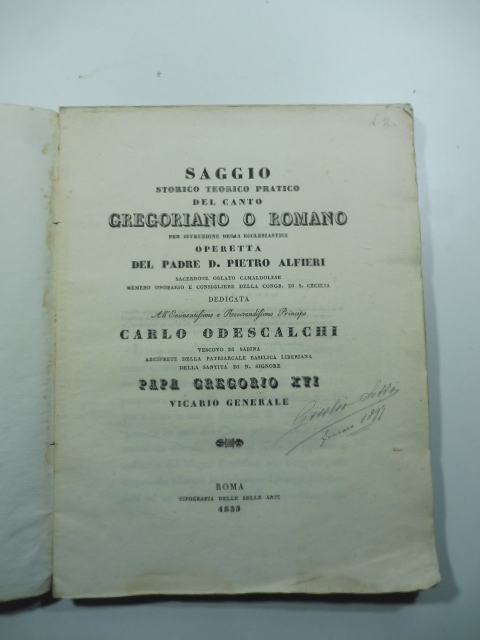 SAGGIO
STORICO TEORICO PRATICO
DEL CANTO
GREGORIANO O ROMANO
PER ISTRUZIONE DEGLI ECCLESIASTICI
OPERETTA
DEL PADRE D. PIETRO ALFIERI
SACERDOTE OBLATO CAMALDOLESE
MEMBRO ONORARIO E CONSIGLIERE DELLA CONGR. DI S. CECILIA
DEDICATA
All'Eminentissimo e Reverendissimo Principe
CARLO ODESCALCHI
VESCOVO DI SABINA
ARCIPRETE DELLA PATRIARCALE BASILICA LIBERIANA
DELLA SANTITÀ DI N. SIGNORE
PAPA GREGORIO XVI
VICARIO GENERALE
1897
ROMA
TIPOGRAFIA DELLE BELLE ARTI
1835